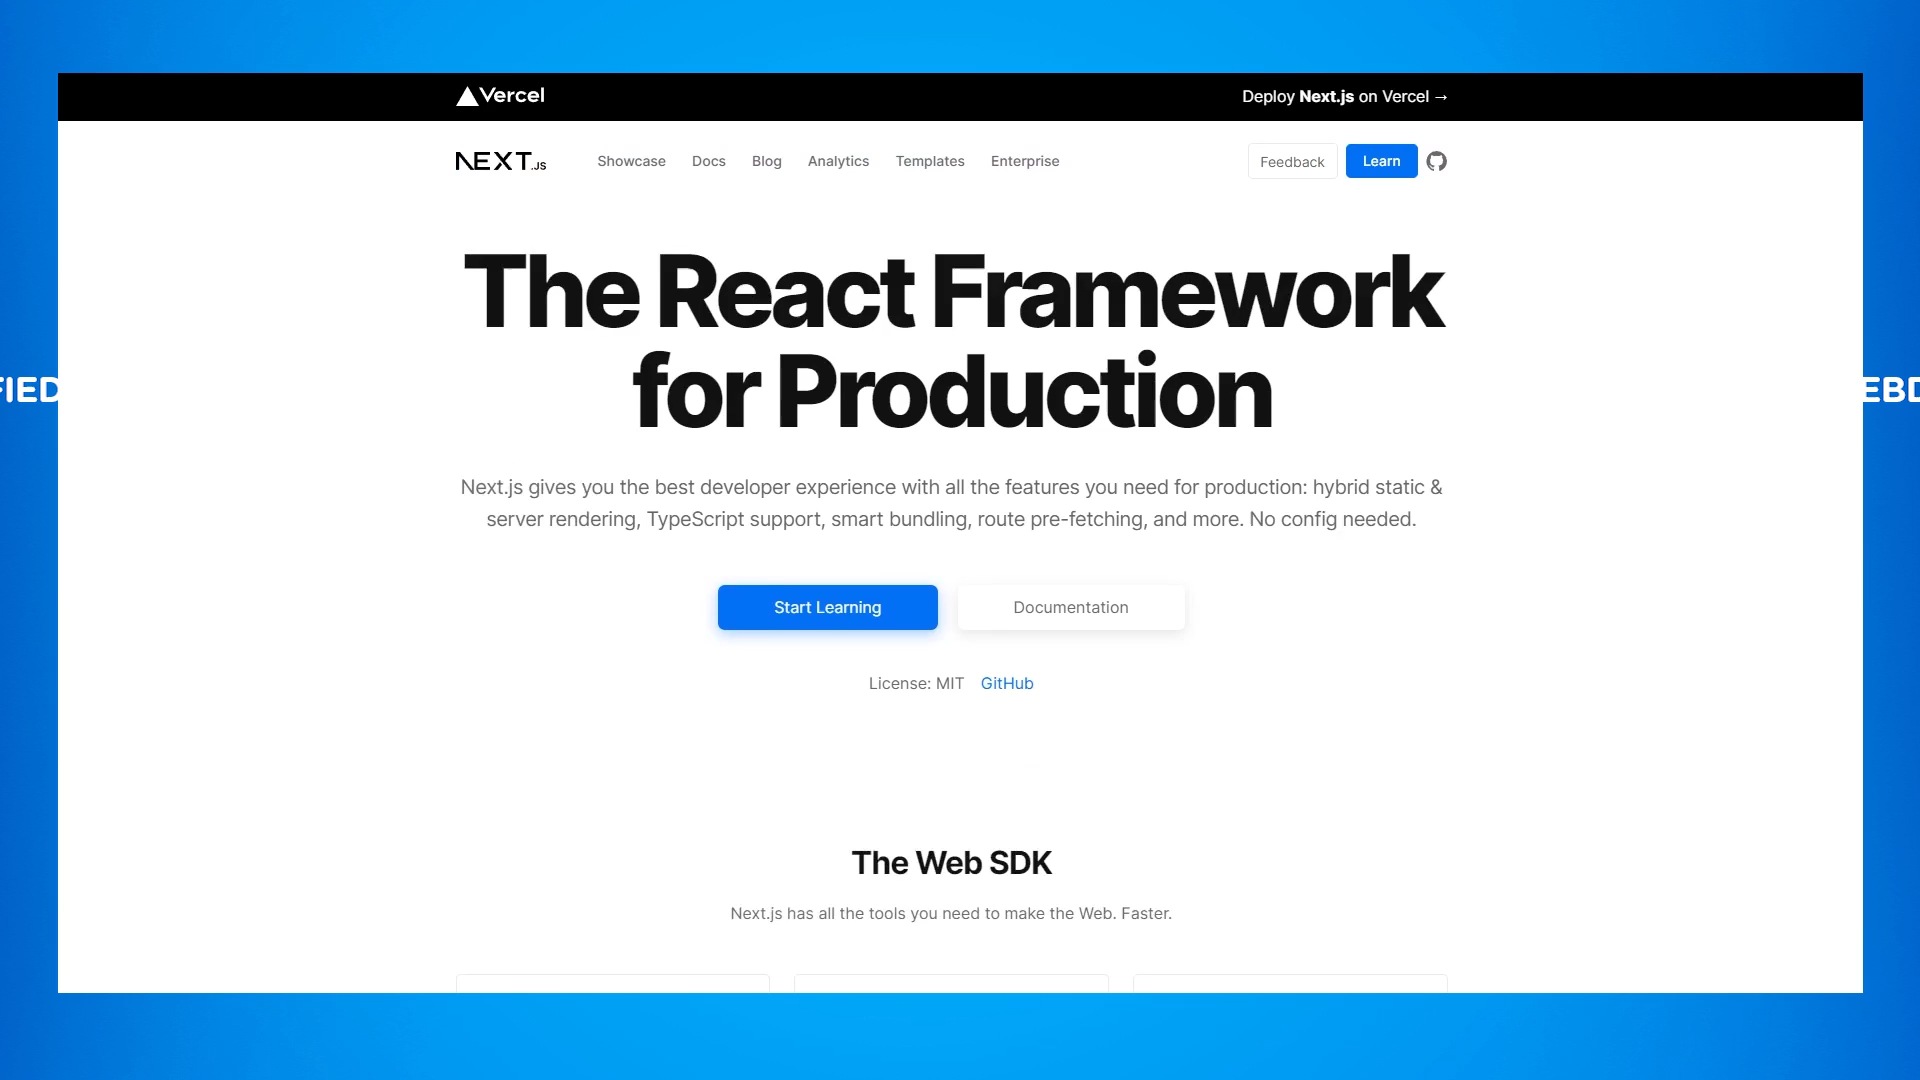 Vercel
Deploy Next.js on Vercel →
NEXT.JS
Showcase Docs Blog Analytics Templates Enterprise
Feedback Learn
The React Framework
for Production
FIED
EBD
Next.js gives you the best developer experience with all the features you need for production: hybrid static &
server rendering, TypeScript support, smart bundling, route pre-fetching, and more. No config needed.
Start Learning
Documentation
License: MIT GitHub
The Web SDK
Next.js has all the tools you need to make the Web. Faster.